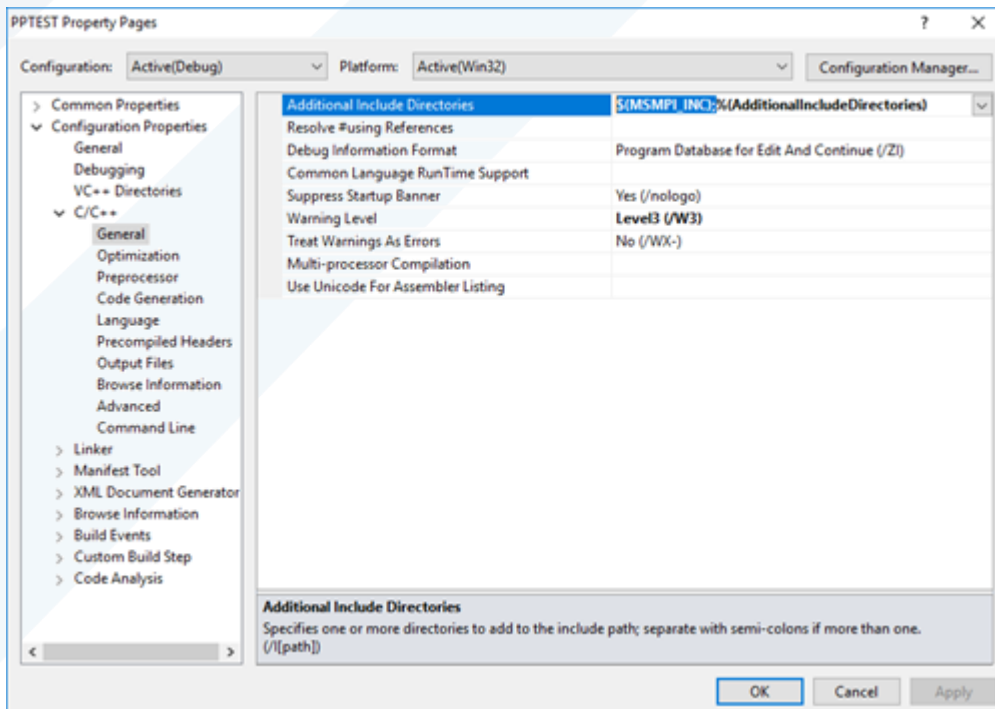 PPTEST Property Pages ? ×
Configuration: Active(Debug) Platform: Active(Win32) Configuration Manager...
Common Properties
Configuration Properties
General
Debugging
VC++ Directories
C/C++
General
Optimization
Preprocessor
Code Generation
Language
Precompiled Headers
Output Files
Browse Information
Advanced
Command Line
Linker
Manifest Tool
XML Document Generator
Browse Information
Build Events
Custom Build Step
Code Analysis
Additional Include Directories $(MSMPI_INC);%(AdditionalIncludeDirectories)
Resolve #using References
Debug Information Format Program Database for Edit And Continue (/ZI)
Common Language RunTime Support
Suppress Startup Banner Yes (/nologo)
Warning Level Level3 (/W3)
Treat Warnings As Errors No (/WX-)
Multi-processor Compilation
Use Unicode For Assembler Listing
Additional Include Directories
Specifies one or more directories to add to the include path; separate with semi-colons if more than one.
(/I[path])
OK Cancel Apply